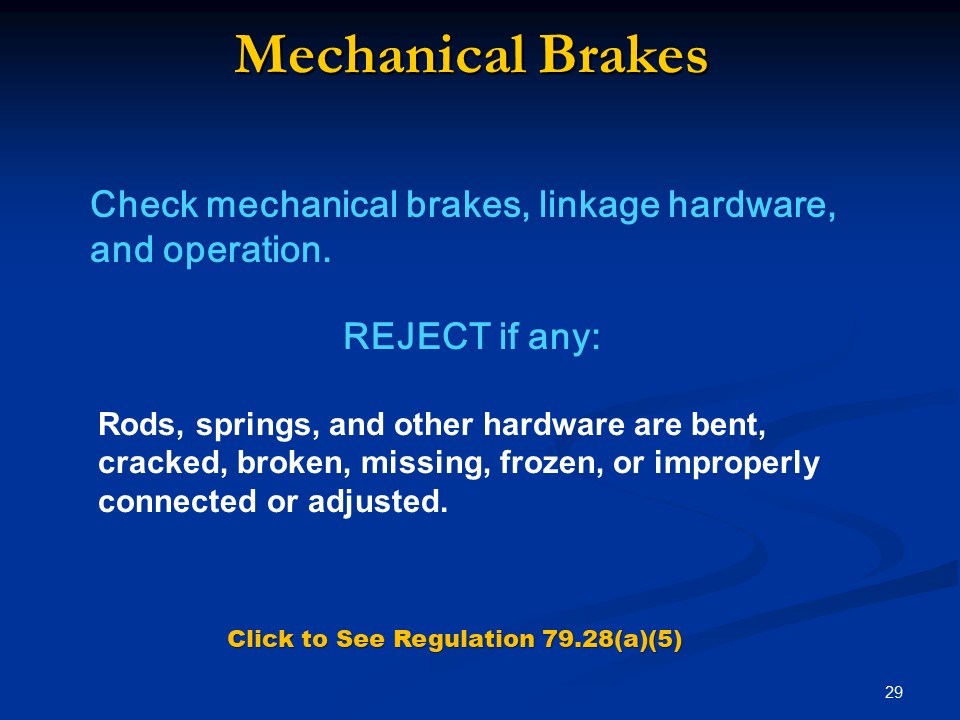 Mechanical Brakes
Check mechanical brakes, linkage hardware,
and operation.
REJECT if any:
Rods, springs, and other hardware are bent,
cracked, broken, missing, frozen, or improperly
connected or adjusted.
Click to See Regulation 79.28(a)(5)
29